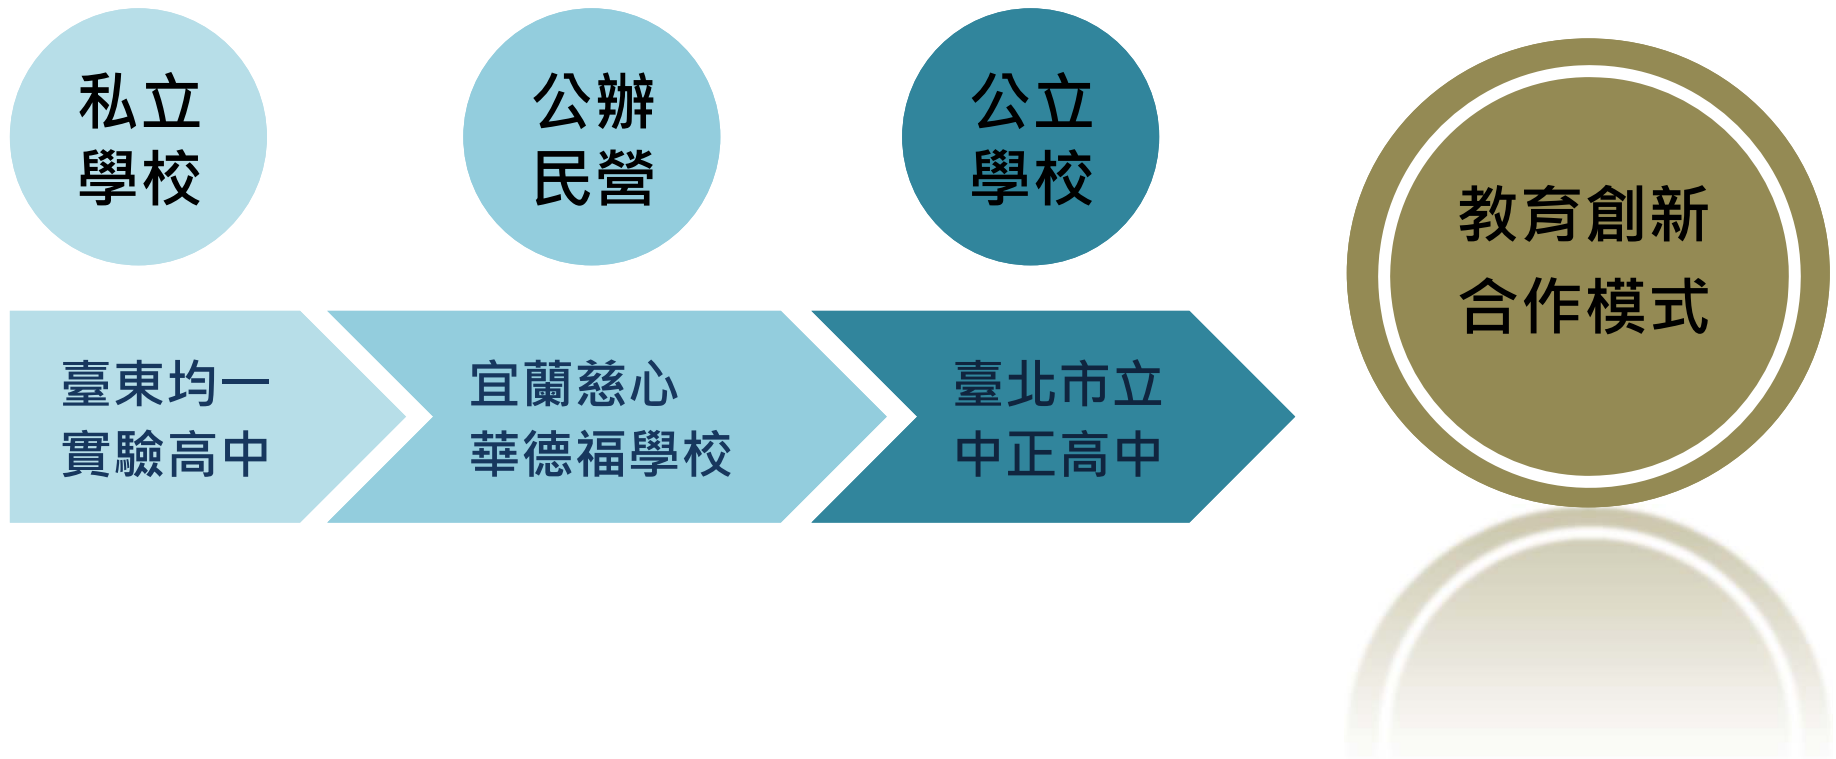 私立
學校
公辦
民營
公立
學校
教育創新
合作模式
臺東均一
實驗高中
宜蘭慈心
華德福學校
臺北市立
中正高中